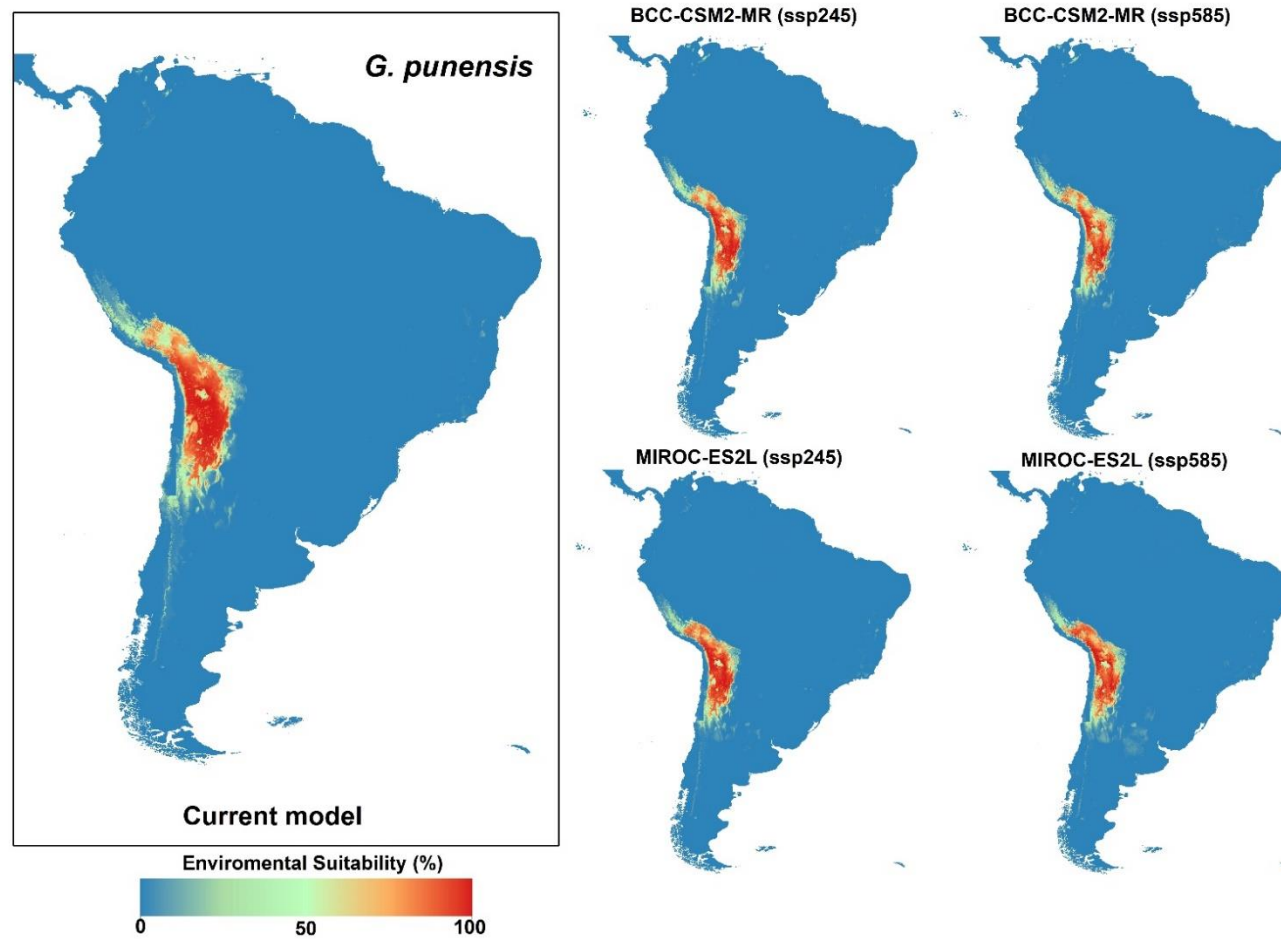 BCC-CSM2-MR (ssp245)
BCC-CSM2-MR (ssp585)
G. punensis
MIROC-ES2L (ssp245)
MIROC-ES2L (ssp585)
Current model
Enviromental Suitability (%)
0
50
100